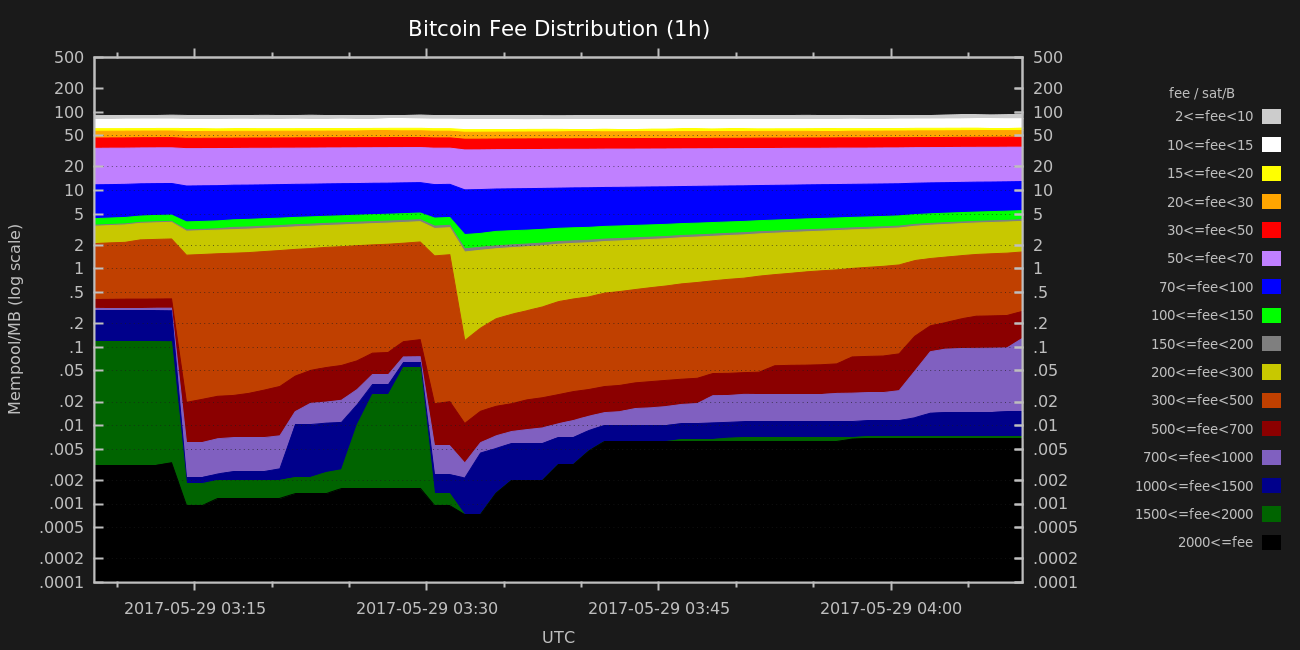 Bitcoin Fee Distribution (1h)
Mempool/MB (log scale)
500
200
100
50
20
10
5
2
1
.5
.2
.1
.05
.02
.01
.005
.002
.001
.0005
.0002
.0001
500
200
100
50
20
10
5
2
1
.5
.2
.1
.05
.02
.01
.005
.002
.001
.0005
.0002
.0001
2017-05-29 03:15
2017-05-29 03:30
2017-05-29 03:45
2017-05-29 04:00
UTC
fee / sat/B
2<=fee<10
10<=fee<15
15<=fee<20
20<=fee<30
30<=fee<50
50<=fee<70
70<=fee<100
100<=fee<150
150<=fee<200
200<=fee<300
300<=fee<500
500<=fee<700
700<=fee<1000
1000<=fee<1500
1500<=fee<2000
2000<=fee